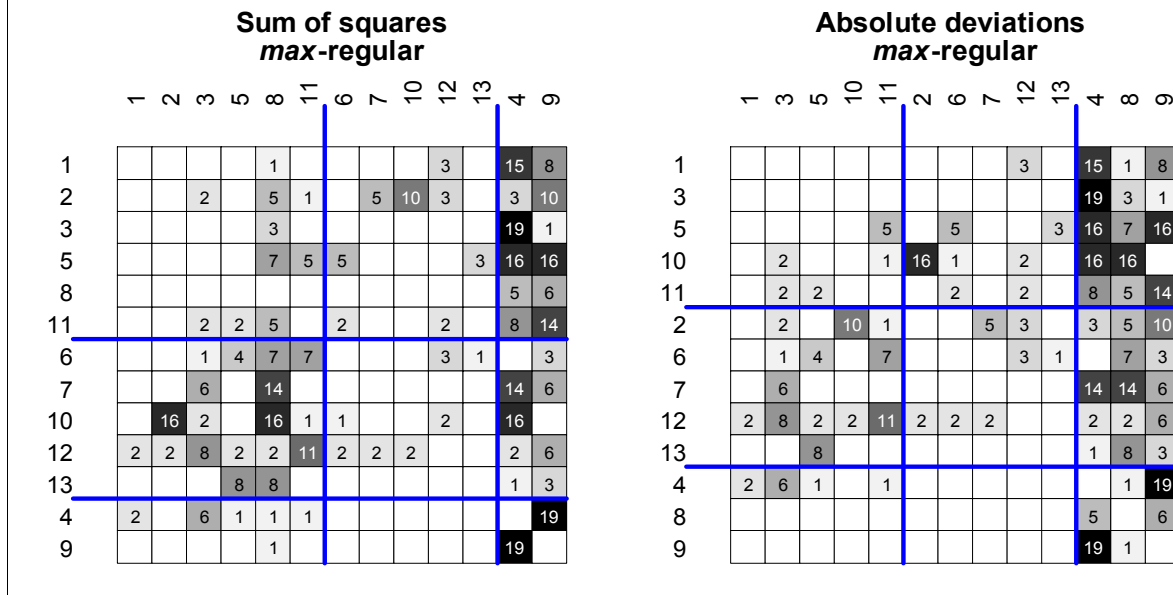 Sum of squares
max-regular
1 2 3 5 8 11 6 7 10 12 13 4 9
1 1 3 15 8
2 2 5 1 5 10 3 3 10
3 3 19 1
5 7 5 5 3 16 16
8 5 6
11 2 2 5 2 2 8 14
6 1 4 7 7 3 1 3
7 6 14 14 6
10 16 2 16 1 1 2 16
12 2 2 8 2 2 11 2 2 2 2 6
13 8 8 1 3
4 2 6 1 1 1 19
9 1 19
Absolute deviations
max-regular
1 3 5 10 11 2 6 7 12 13 4 8 9
1 3 15 1 8
3 19 3 1
5 5 5 3 16 7 16
10 2 1 16 1 2 16 16
11 2 2 2 2 8 5 14
2 2 10 1 5 3 3 5 10
6 1 4 7 3 1 7 3
7 6 14 14 6
12 2 8 2 2 11 2 2 2 2 2 6
13 8 1 8 3
4 2 6 1 1 1 19
8 5 6
9 19 1